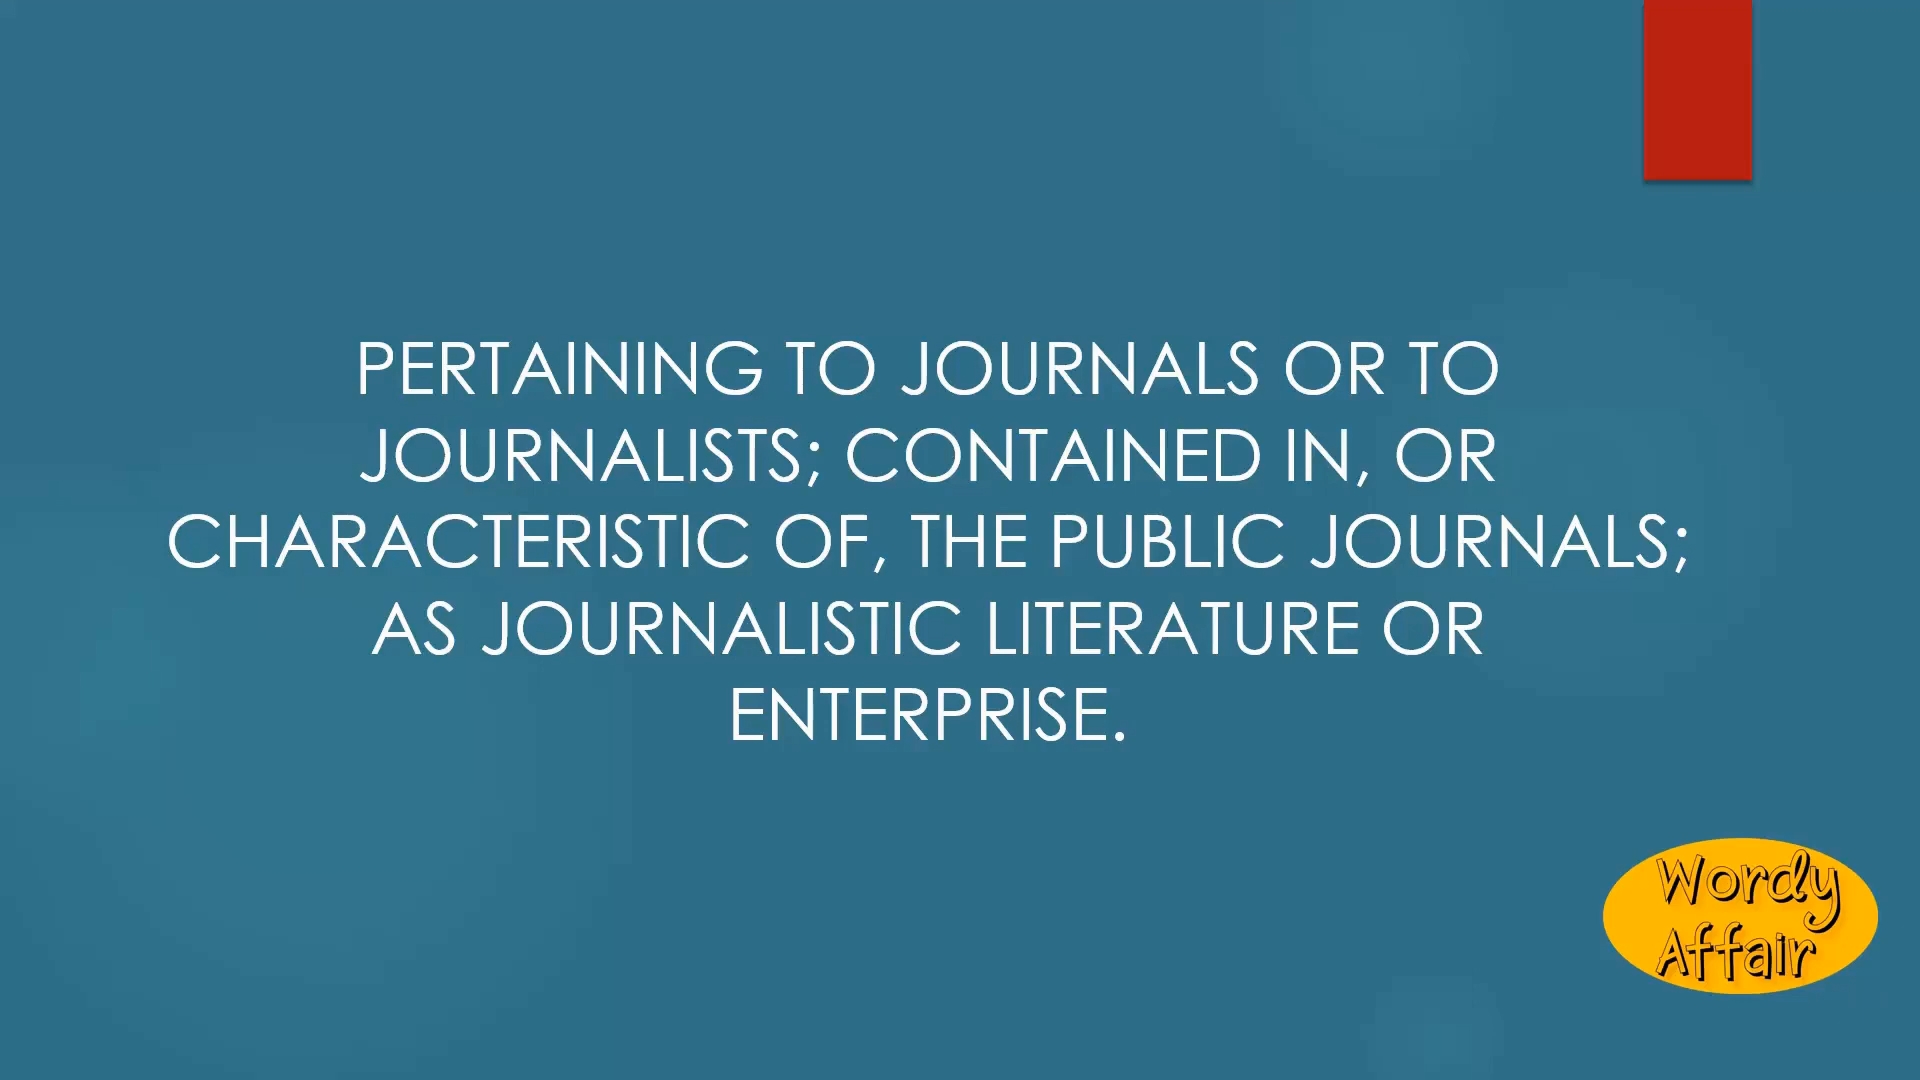 PERTAINING TO JOURNALS OR TO
JOURNALISTS; CONTAINED IN, OR
CHARACTERISTIC OF, THE PUBLIC JOURNALS;
AS JOURNALISTIC LITERATURE OR
ENTERPRISE.
Wordy
Affair